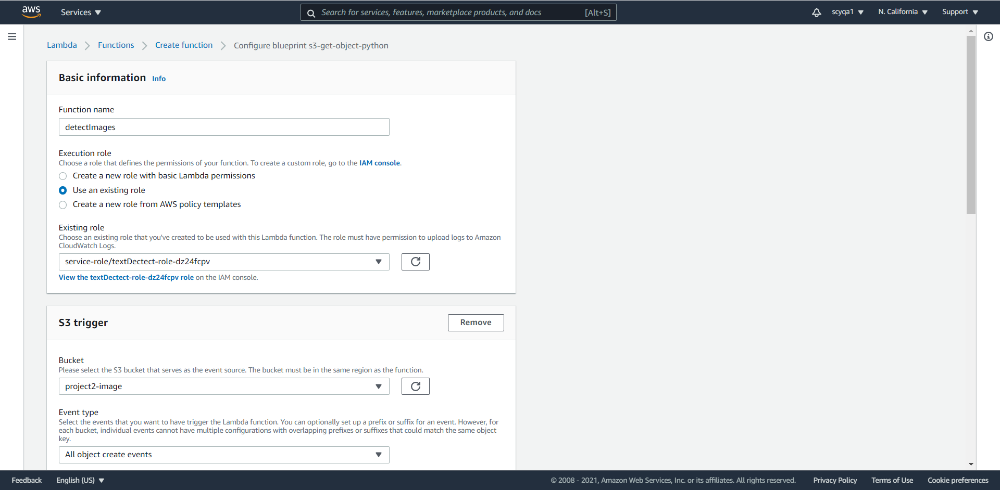 aws
Services
Search for services, features, marketplace products, and docs [Alt+S]
scyqa1
N. California
Support
Lambda
Functions
Create function
Configure blueprint s3-get-object-python
Basic information Info
Function name
detectImages
Execution role
Choose a role that defines the permissions of your function. To create a custom role, go to the IAM console.
Create a new role with basic Lambda permissions
Use an existing role
Create a new role from AWS policy templates
Existing role
Choose an existing role that you've created to be used with this Lambda function. The role must have permission to upload logs to Amazon
CloudWatch Logs.
service-role/textDectect-role-dz24fcpv
View the textDectect-role-dz24fcpv role on the IAM console.
S3 trigger
Remove
Bucket
Please select the S3 bucket that serves as the event source. The bucket must be in the same region as the function.
project2-image
Event type
Select the events that you want to have trigger the Lambda function. You can optionally set up a prefix or suffix for an event. However, for
each bucket, individual events cannot have multiple configurations with overlapping prefixes or suffixes that could match the same object
key.
All object create events
Feedback
English (US)
© 2008 - 2021, Amazon Web Services, Inc. or its affiliates. All rights reserved.
Privacy Policy
Terms of Use
Cookie preferences